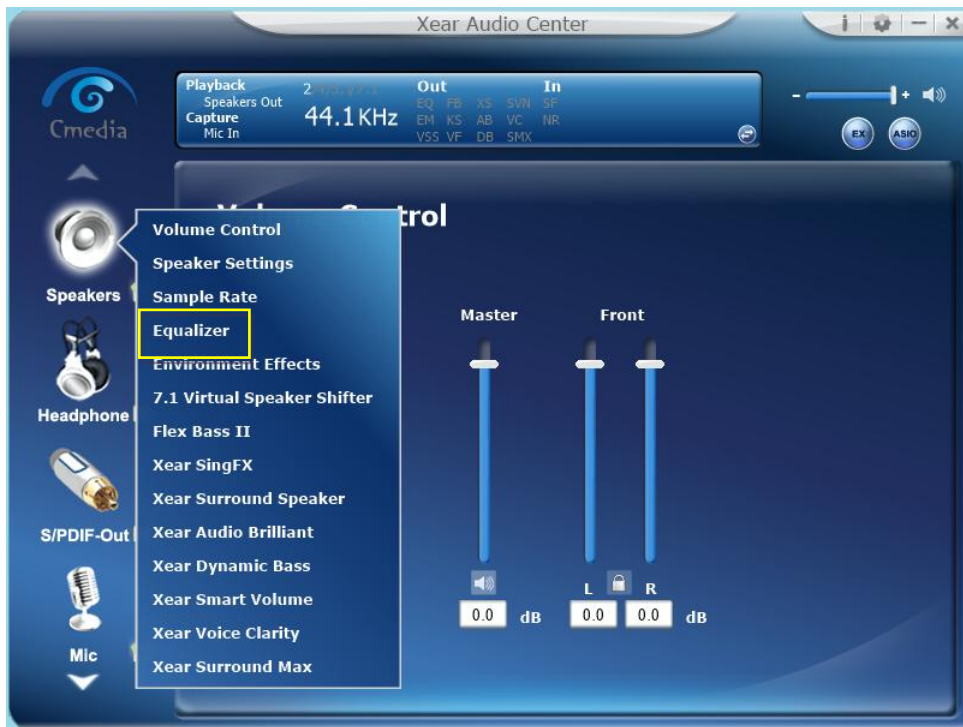 Xear Audio Center
Cmedia
Playback
Speakers Out
Capture
Mic In
2
44.1 KHz
Out
In
EQ FB XS SVN SF
EM KS AB VC NR
VSS VF DB SMX
- +
EX
ASIO
Speakers
Headphone
S/PDIF-Out
Mic
Volume Control
Speaker Settings
Sample Rate
Equalizer
Environment Effects
7.1 Virtual Speaker Shifter
Flex Bass II
Xear SingFX
Xear Surround Speaker
Xear Audio Brilliant
Xear Dynamic Bass
Xear Smart Volume
Xear Voice Clarity
Xear Surround Max
Master
Front
L R
0.0 dB
0.0 0.0 dB